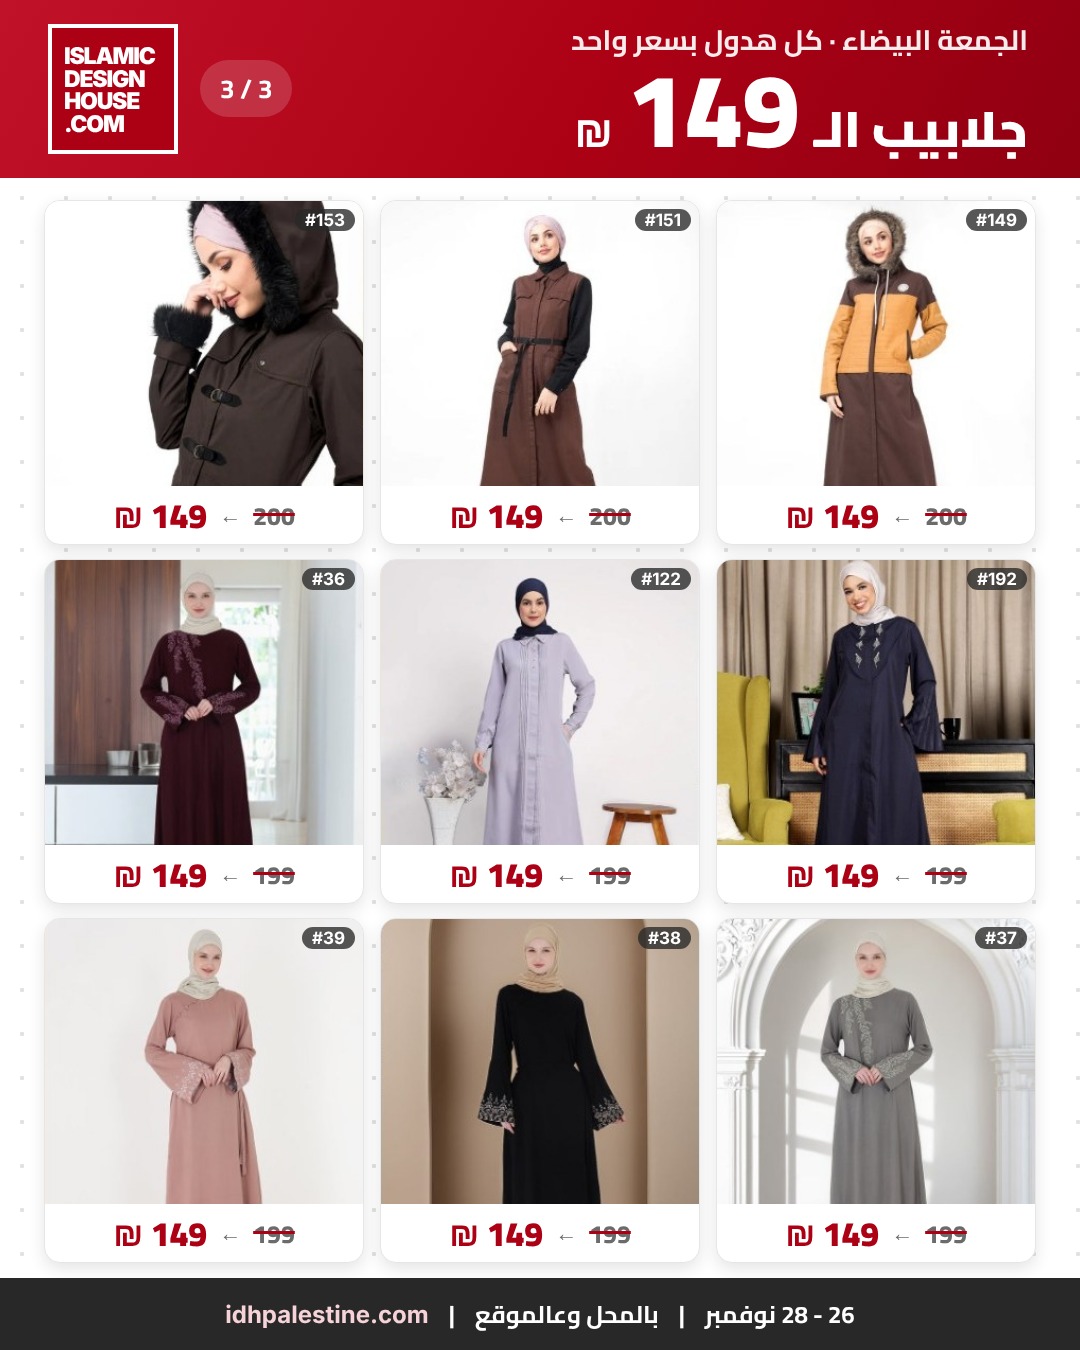 الجمعة البيضاء · كل هدول بسعر واحد
جلابيب الـ 149 ₪
3 / 3
ISLAMIC
DESIGN
HOUSE
.COM
#149
200 ← 149 ₪
#151
200 ← 149 ₪
#153
200 ← 149 ₪
#192
199 ← 149 ₪
#122
199 ← 149 ₪
#36
199 ← 149 ₪
#37
199 ← 149 ₪
#38
199 ← 149 ₪
#39
199 ← 149 ₪
26 - 28 نوفمبر | بالمحل وعالموقع | idhpalestine.com